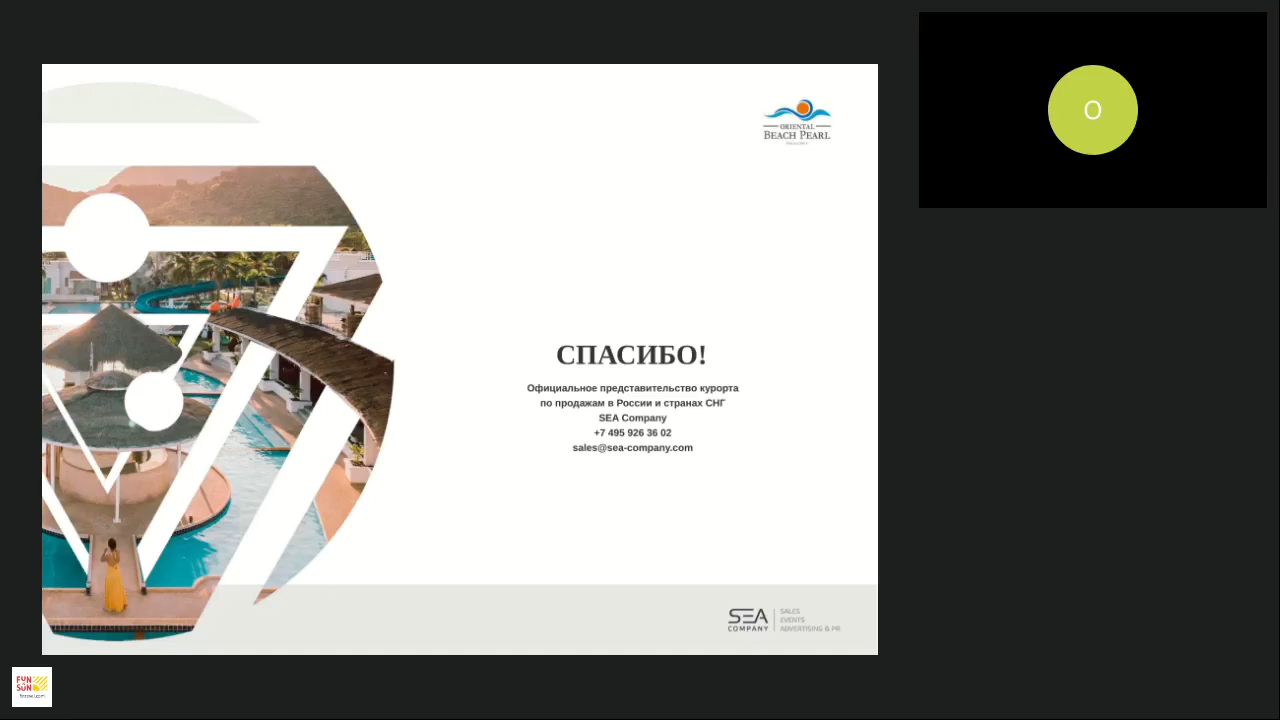 O
ORIENTAL
BEACH PEARL
СПАСИБО!
Официальное представительство курорта
по продажам в России и странах СНГ
SEA Company
+7 495 926 36 02
sales@sea-company.com
SEA
COMPANY
SALES
EVENTS
ADVERTISING & PR
FUN
&SUN